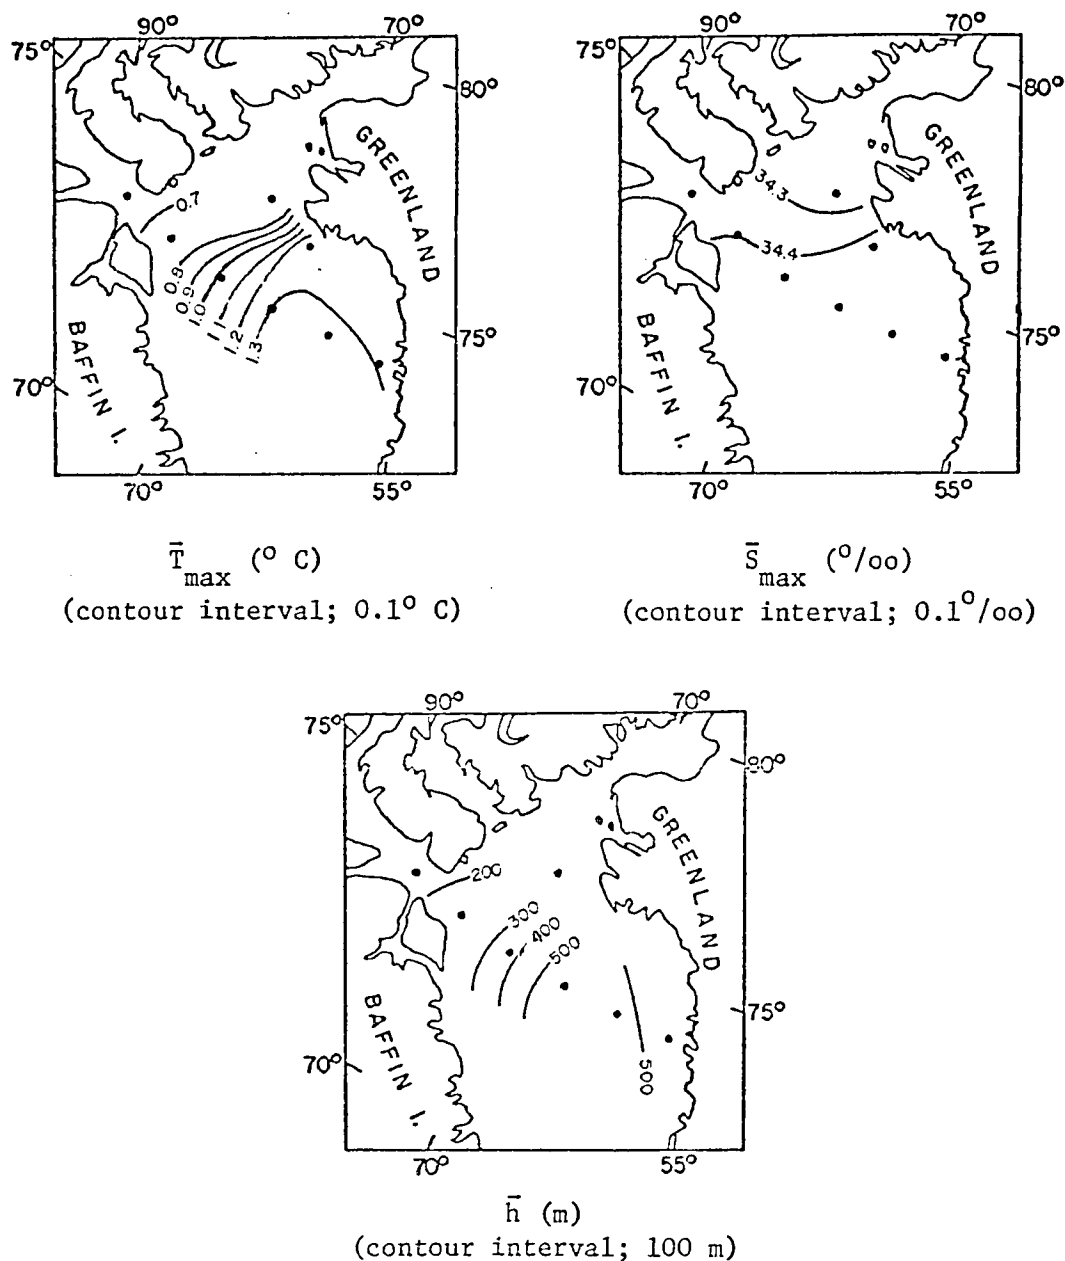 90° 70°
75°
80°
GREENLAND
0.7
0.8
0.9
1.0
1.1
1.2
1.3
BAFFIN I.
75°
70°
70° 55°
T̄max (° C)
(contour interval; 0.1° C)
90° 70°
75°
80°
GREENLAND
34.3
34.4
BAFFIN I.
75°
70°
70° 55°
S̄max (°/oo)
(contour interval; 0.1°/oo)
90° 70°
75°
80°
GREENLAND
200
300
400
500
500
BAFFIN I.
75°
70°
70° 55°
h̄ (m)
(contour interval; 100 m)